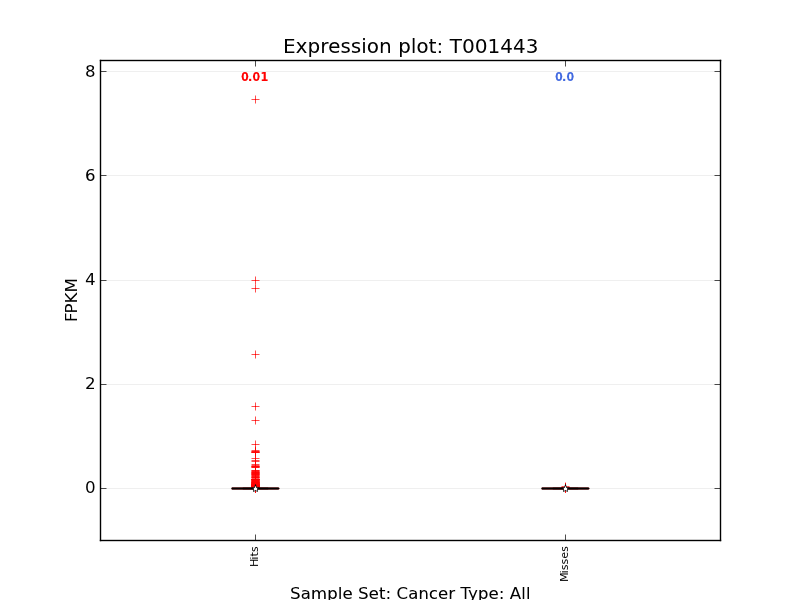 Expression plot: T001443
8
0.01
0.0
6
4
2
0
FPKM
Hits
Misses
Sample Set: Cancer Type: All